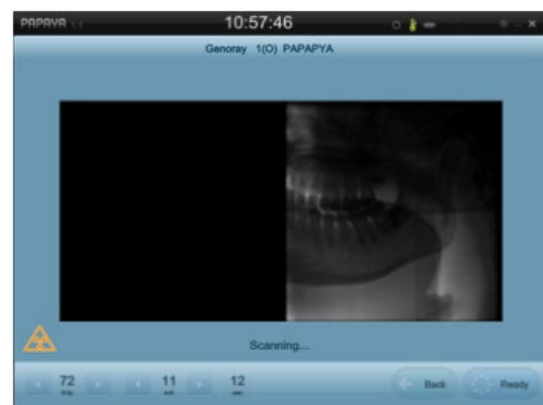 PAPAYA
10:57:46
Genoray 1(O) PAPAPYA
Scanning...
72 11 12
Back Ready